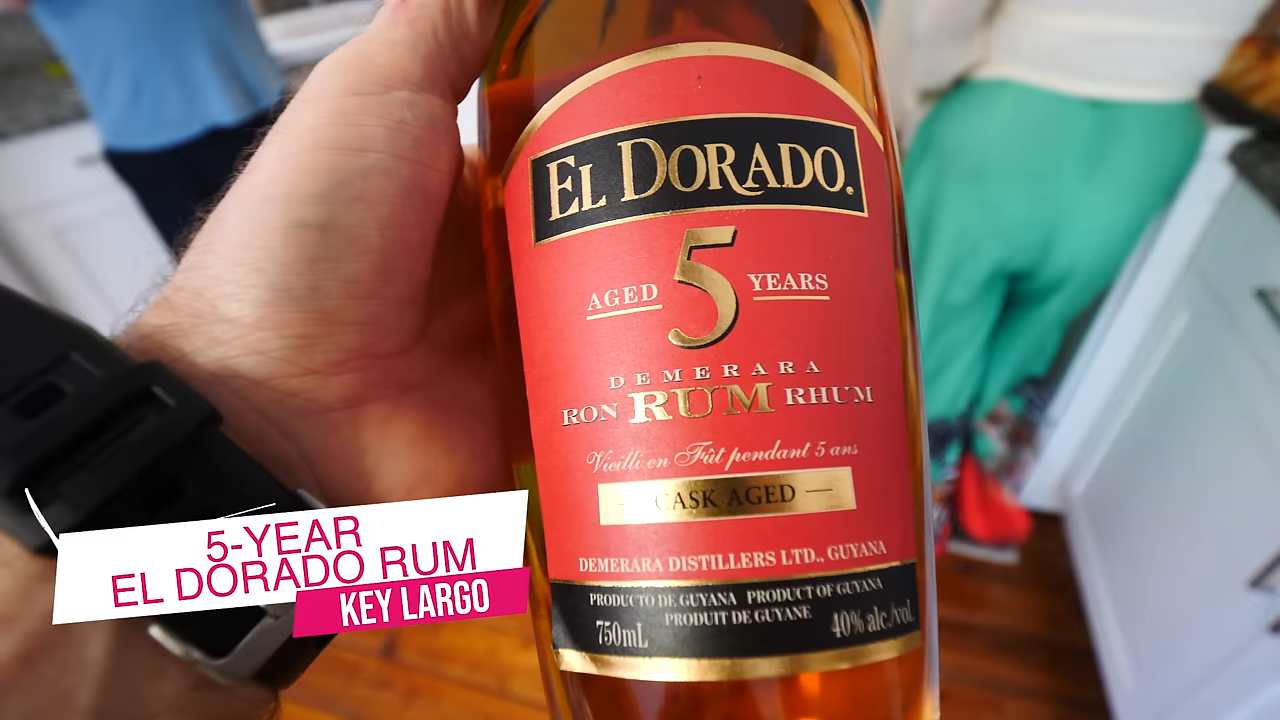 EL DORADO.
AGED 5 YEARS
DEMERARA
RON RUM RHUM
Vieilli en Fût pendant 5 ans
— CASK AGED —
DEMERARA DISTILLERS LTD., GUYANA
PRODUCTO DE GUYANA PRODUCT OF GUYANA
PRODUIT DE GUYANE
750mL 40% alc./vol.
5-YEAR
EL DORADO RUM
KEY LARGO